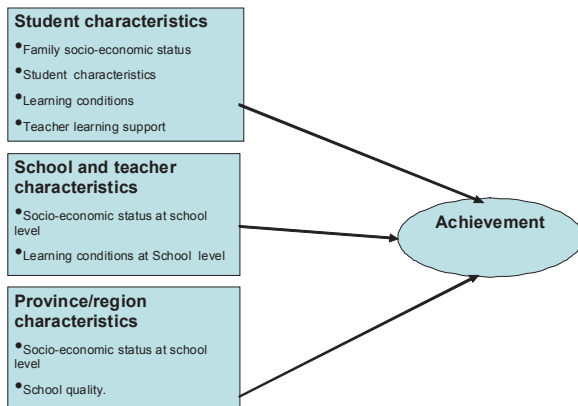 Student characteristics
•Family socio-economic status
•Student characteristics
•Learning conditions
•Teacher learning support
School and teacher
characteristics
•Socio-economic status at school
level
•Learning conditions at School level
Achievement
Province/region
characteristics
•Socio-economic status at school
level
•School quality.